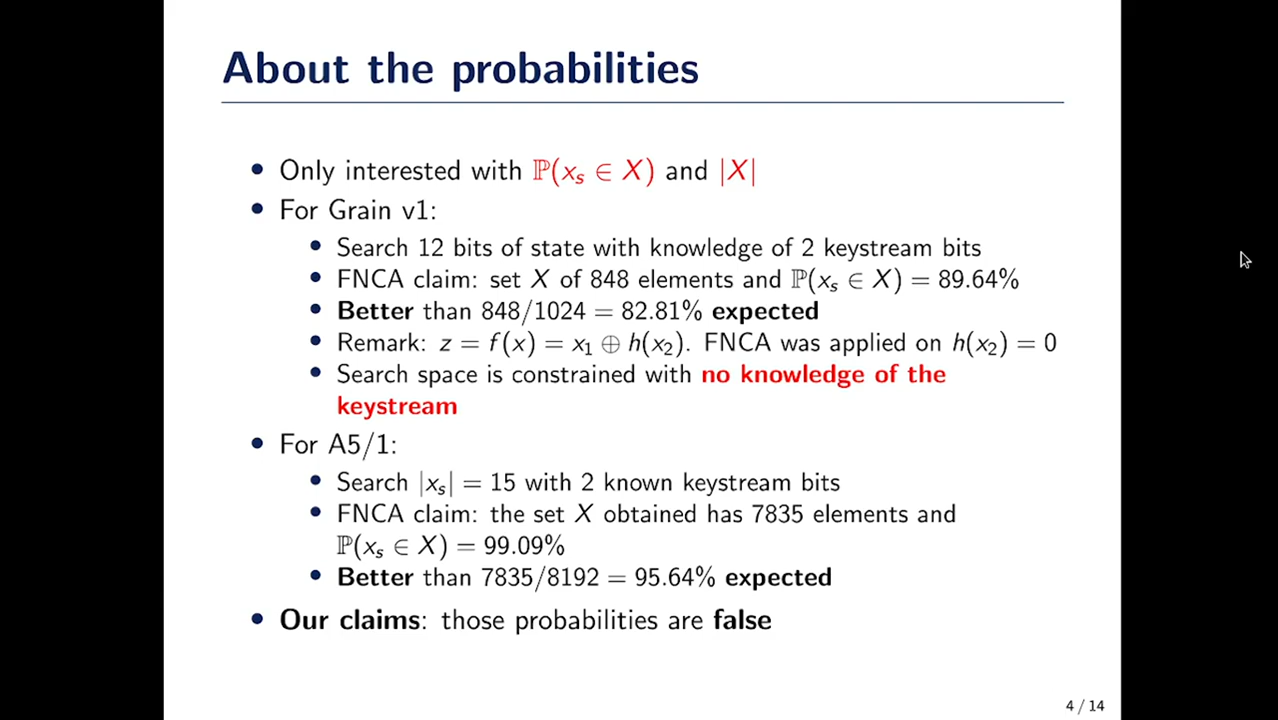 About the probabilities
• Only interested with ℙ(xₛ ∈ X) and |X|
• For Grain v1:
• Search 12 bits of state with knowledge of 2 keystream bits
• FNCA claim: set X of 848 elements and ℙ(xₛ ∈ X) = 89.64%
• Better than 848/1024 = 82.81% expected
• Remark: z = f(x) = x₁ ⊕ h(x₂). FNCA was applied on h(x₂) = 0
• Search space is constrained with no knowledge of the
keystream
• For A5/1:
• Search |xₛ| = 15 with 2 known keystream bits
• FNCA claim: the set X obtained has 7835 elements and
ℙ(xₛ ∈ X) = 99.09%
• Better than 7835/8192 = 95.64% expected
• Our claims: those probabilities are false
4 / 14